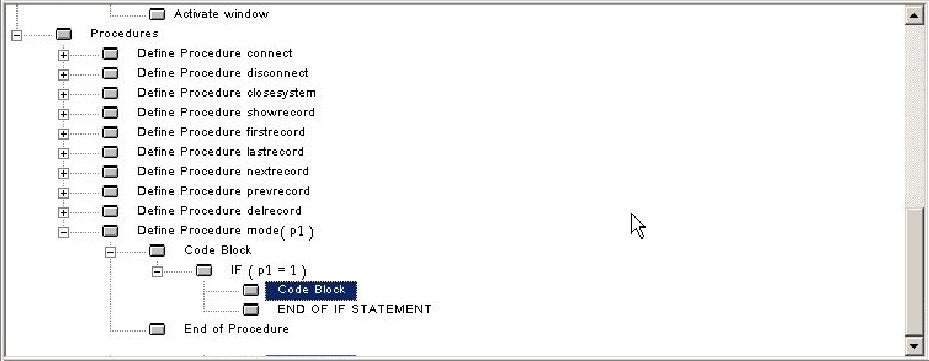 Activate window
Procedures
Define Procedure connect
Define Procedure disconnect
Define Procedure closesystem
Define Procedure showrecord
Define Procedure firstrecord
Define Procedure lastrecord
Define Procedure nextrecord
Define Procedure prevrecord
Define Procedure delrecord
Define Procedure mode( p1 )
Code Block
IF ( p1 = 1 )
Code Block
END OF IF STATEMENT
End of Procedure